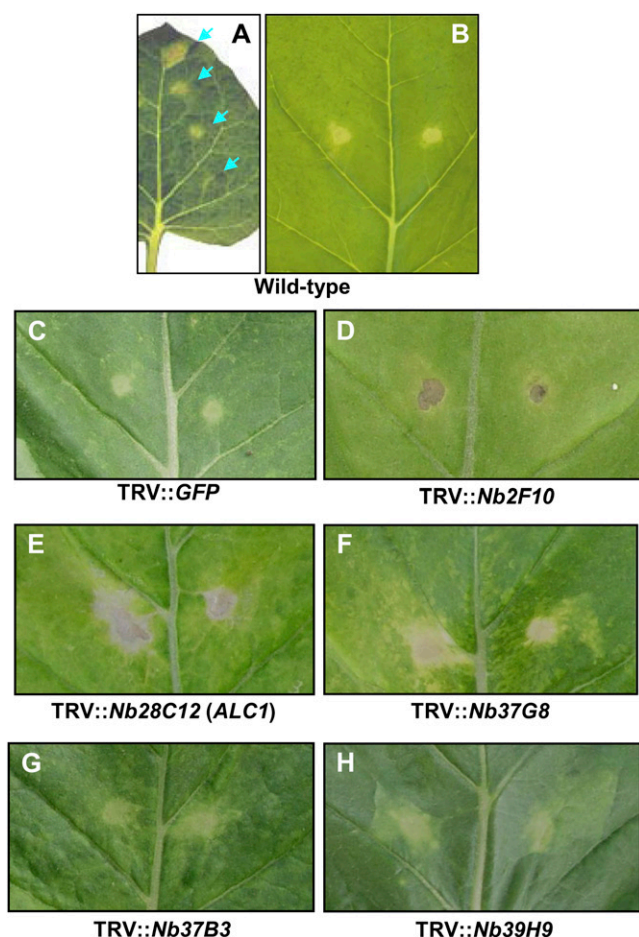 A B
Wild-type
C D
TRV::GFP TRV::Nb2F10
E F
TRV::Nb28C12 (ALC1) TRV::Nb37G8
G H
TRV::Nb37B3 TRV::Nb39H9